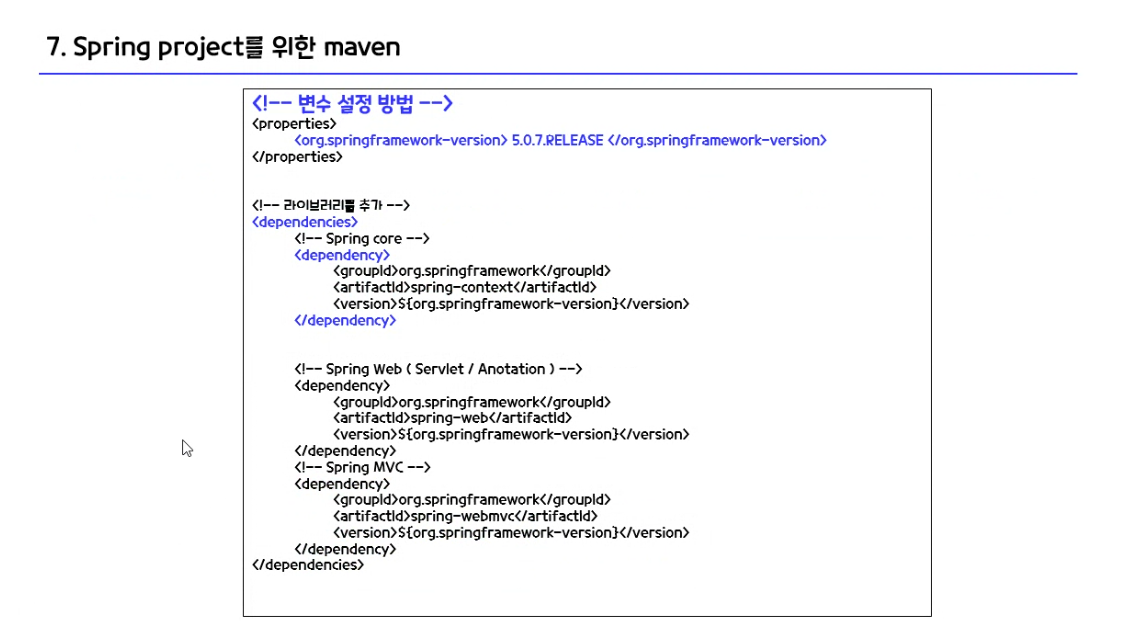 7. Spring project를 위한 maven
<!-- 변수 설정 방법 -->
<properties>
<org.springframework-version> 5.0.7.RELEASE </org.springframework-version>
</properties>
<!-- 라이브러리를 추가 -->
<dependencies>
<!-- Spring core -->
<dependency>
<groupId>org.springframework</groupId>
<artifactId>spring-context</artifactId>
<version>${org.springframework-version}</version>
</dependency>
<!-- Spring Web ( Servlet / Anotation ) -->
<dependency>
<groupId>org.springframework</groupId>
<artifactId>spring-web</artifactId>
<version>${org.springframework-version}</version>
</dependency>
<!-- Spring MVC -->
<dependency>
<groupId>org.springframework</groupId>
<artifactId>spring-webmvc</artifactId>
<version>${org.springframework-version}</version>
</dependency>
</dependencies>